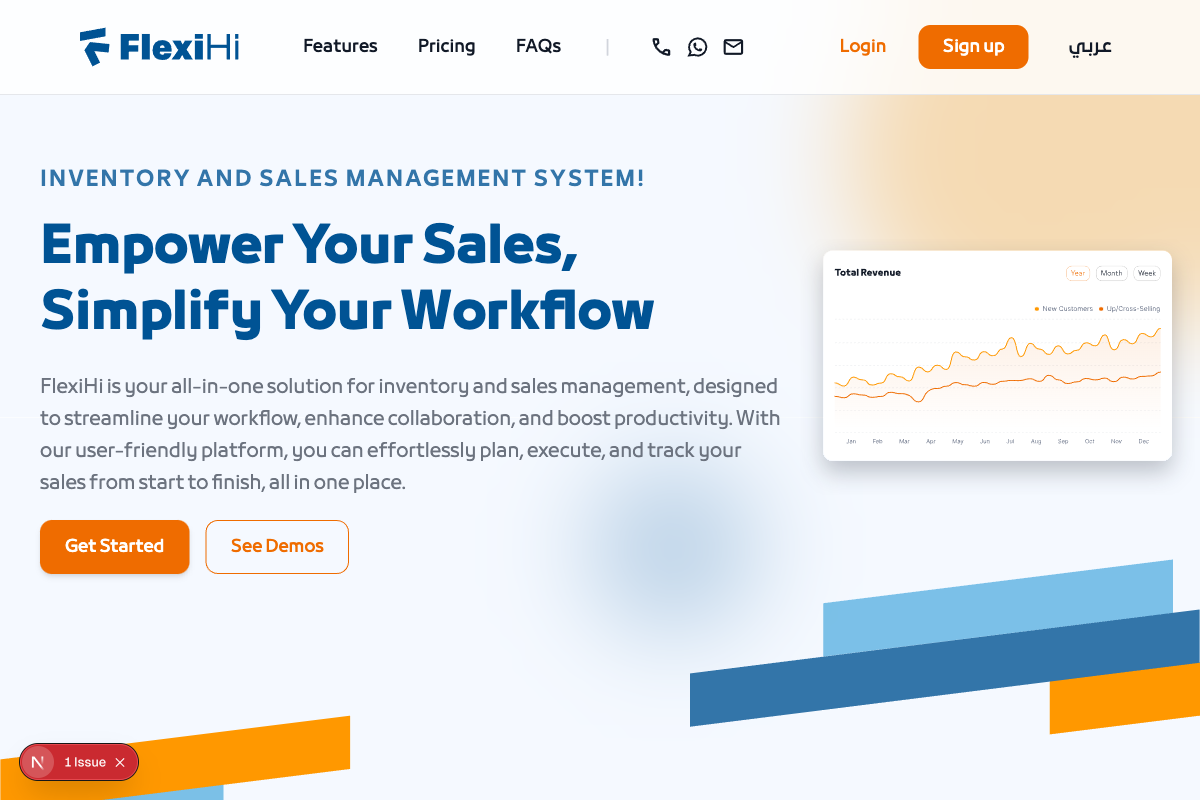 FlexiHi
Features
Pricing
FAQs
|
Login
Sign up
عربي
INVENTORY AND SALES MANAGEMENT SYSTEM!
Empower Your Sales,
Simplify Your Workflow
FlexiHi is your all-in-one solution for inventory and sales management, designed
to streamline your workflow, enhance collaboration, and boost productivity. With
our user-friendly platform, you can effortlessly plan, execute, and track your
sales from start to finish, all in one place.
Get Started
See Demos
Total Revenue
Year
Month
Week
New Customers
Up/Cross-Selling
Jan Feb Mar Apr May Jun Jul Aug Sep Oct Nov Dec
N
1 Issue